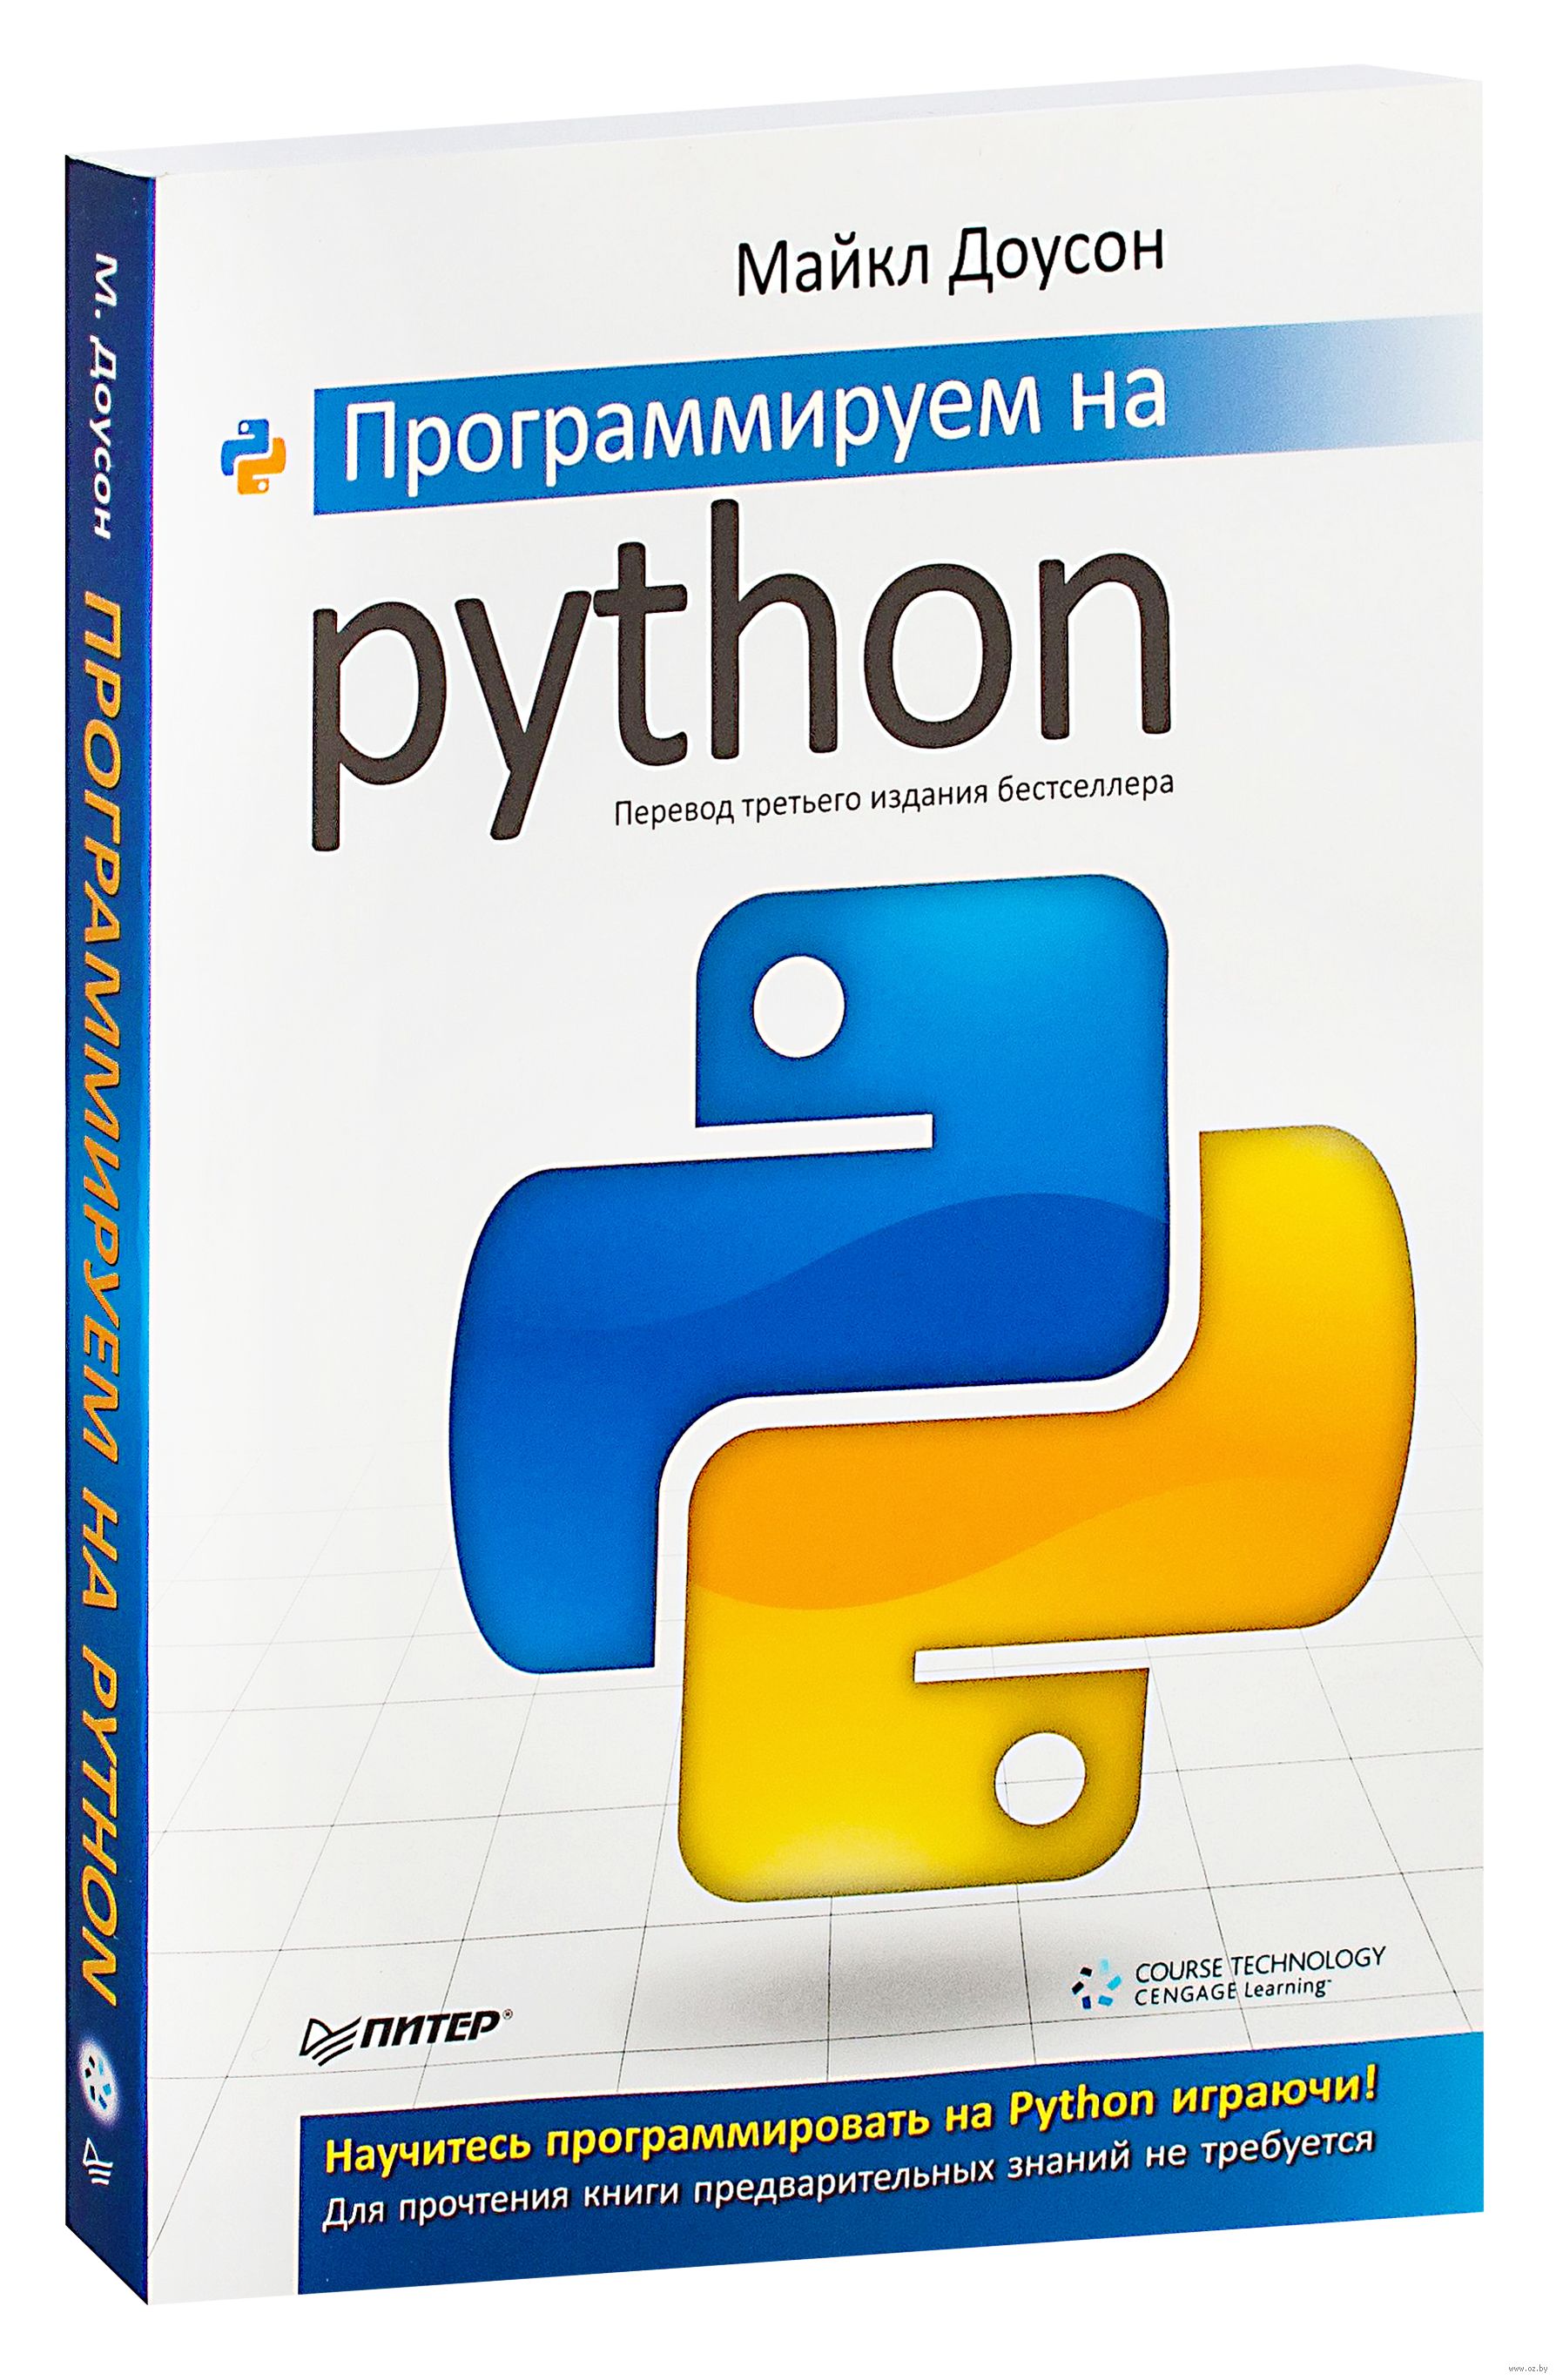 Майкл Доусон
Программируем на
python
Перевод третьего издания бестселлера
COURSE TECHNOLOGY
CENGAGE Learning™
ПИТЕР®
Научитесь программировать на Python играючи!
Для прочтения книги предварительных знаний не требуется
М. Доусон ПРОГРАММИРУЕМ НА PYTHON
www.oz.by